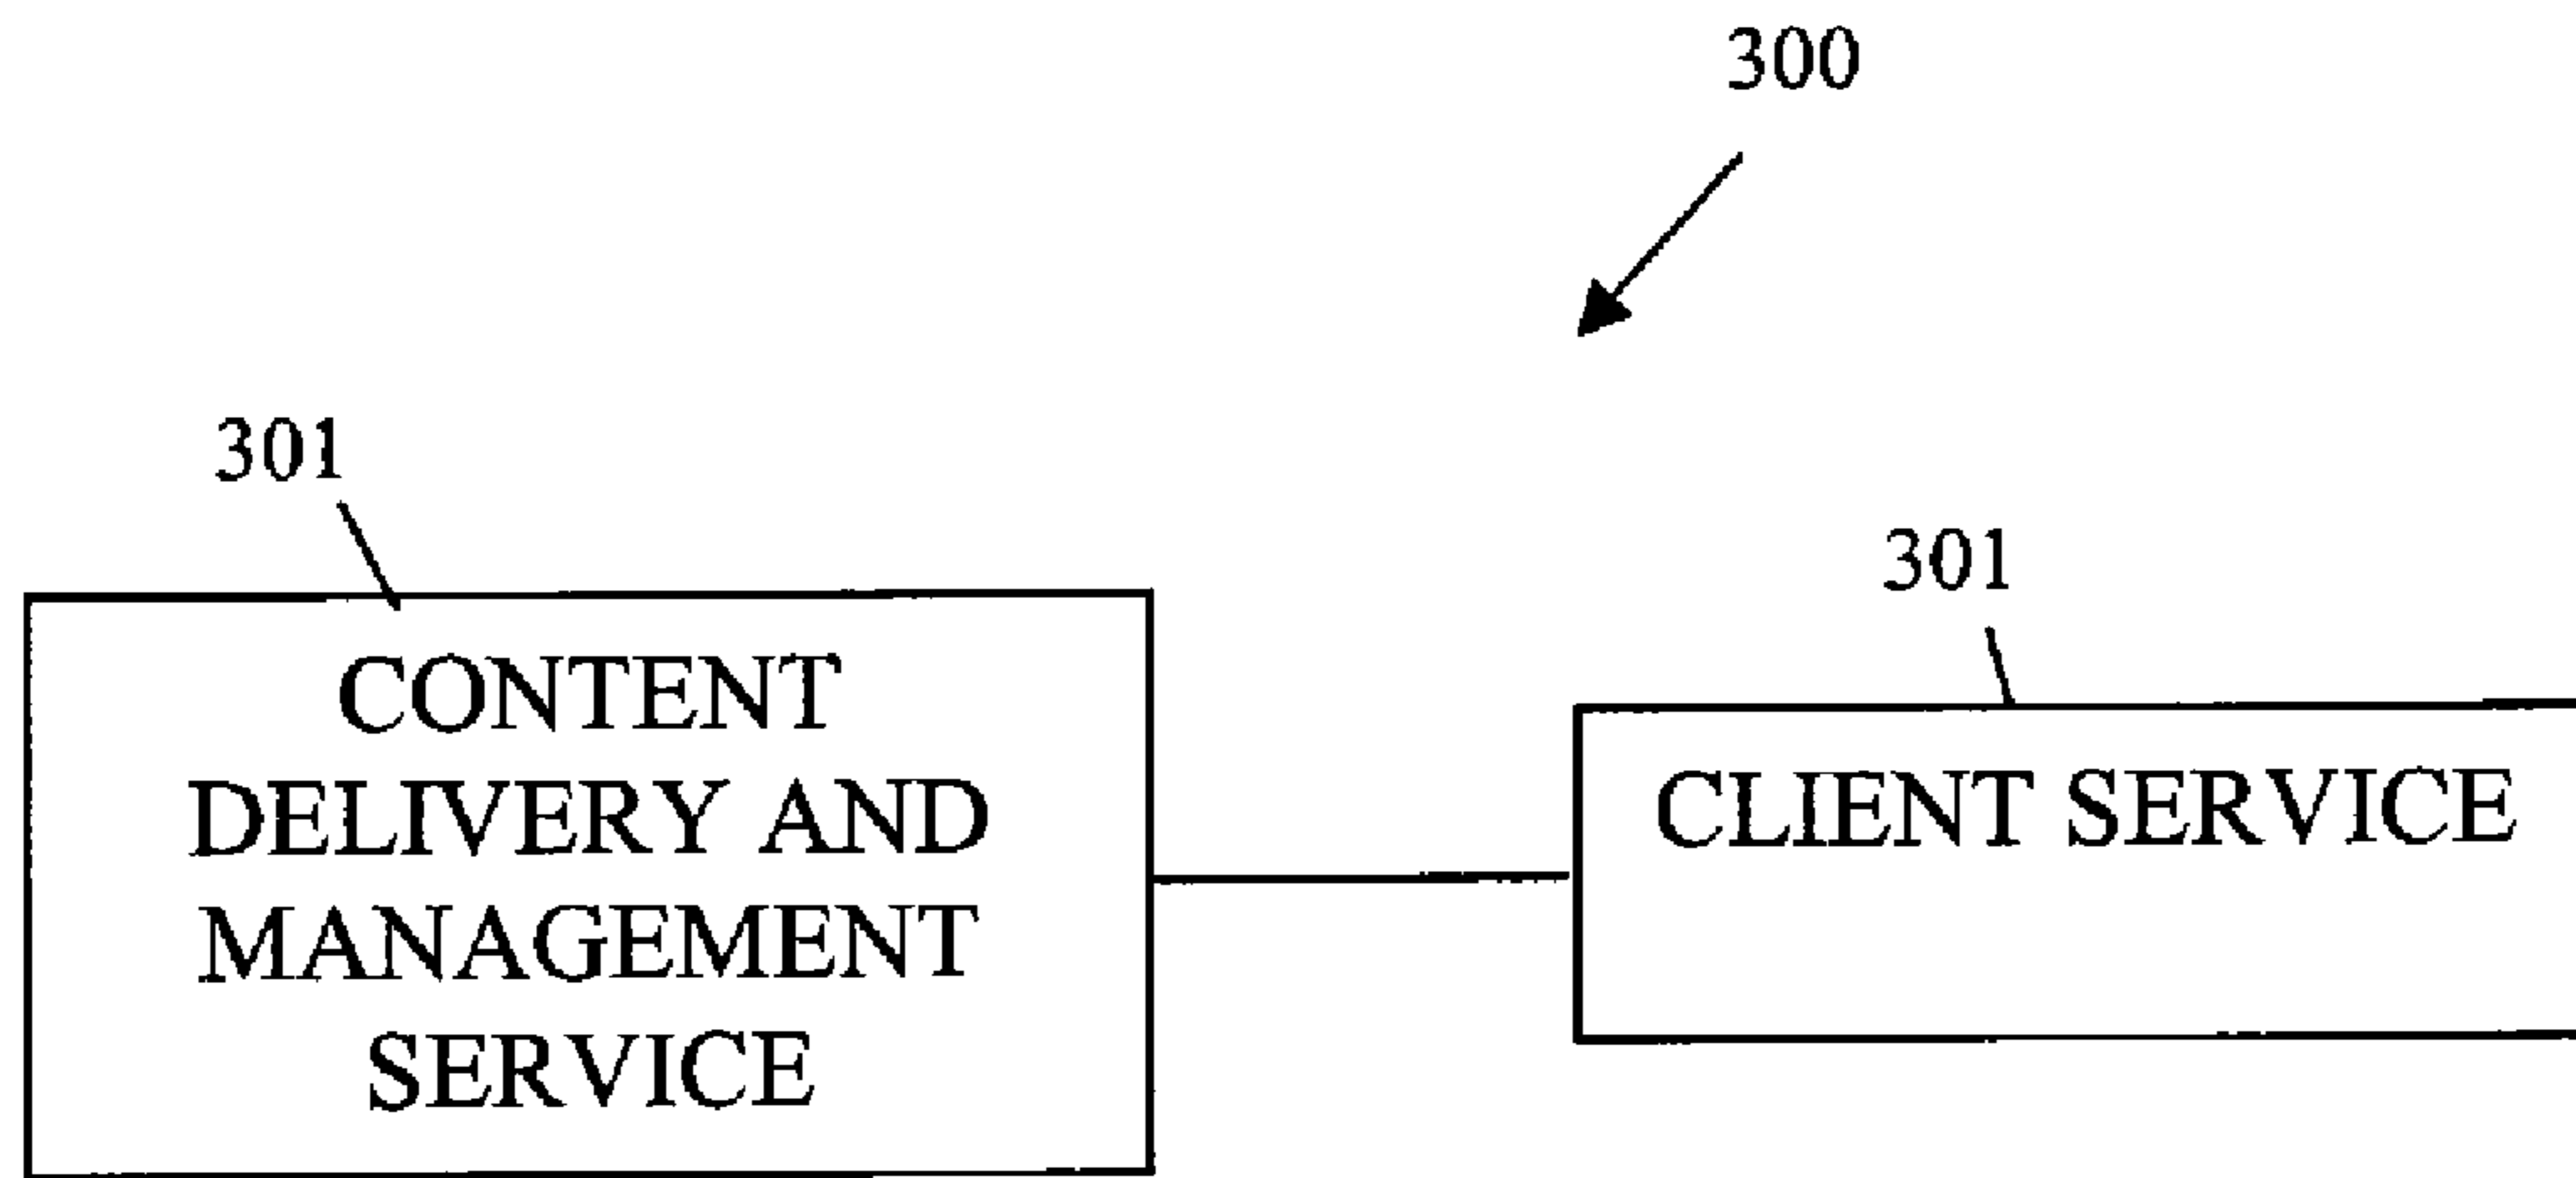 300
301
301
CONTENT
DELIVERY AND
MANAGEMENT
SERVICE
CLIENT SERVICE